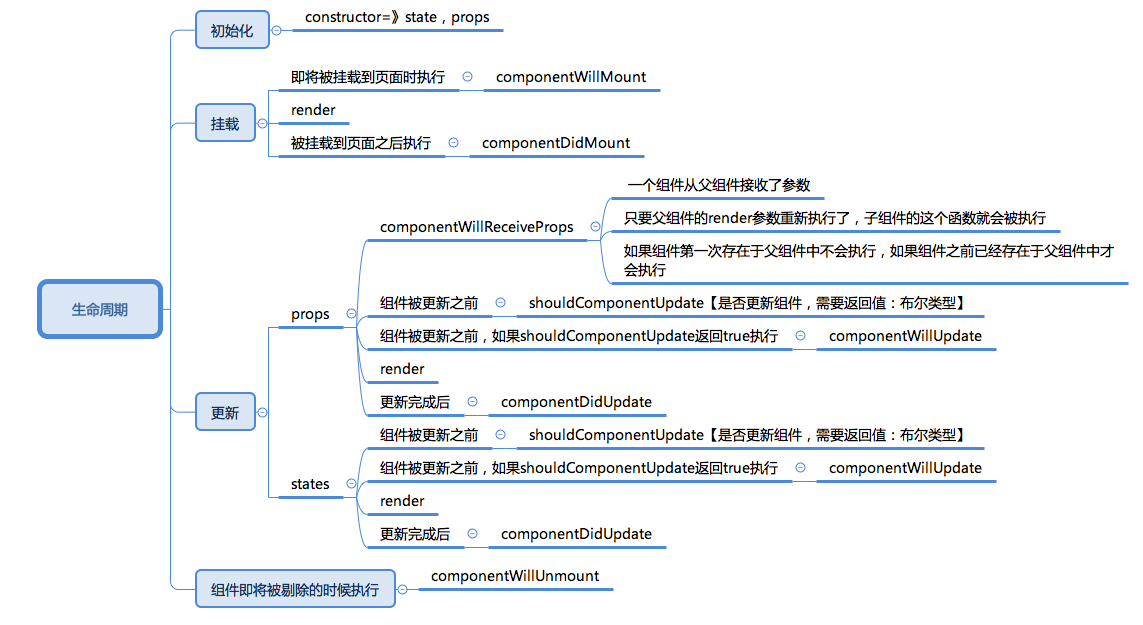 生命周期
初始化
constructor=》state，props
挂载
即将被挂载到页面时执行
componentWillMount
render
被挂载到页面之后执行
componentDidMount
更新
props
componentWillReceiveProps
一个组件从父组件接收了参数
只要父组件的render参数重新执行了，子组件的这个函数就会被执行
如果组件第一次存在于父组件中不会执行，如果组件之前已经存在于父组件中才
会执行
组件被更新之前
shouldComponentUpdate【是否更新组件，需要返回值：布尔类型】
组件被更新之前，如果shouldComponentUpdate返回true执行
componentWillUpdate
render
更新完成后
componentDidUpdate
states
组件被更新之前
shouldComponentUpdate【是否更新组件，需要返回值：布尔类型】
组件被更新之前，如果shouldComponentUpdate返回true执行
componentWillUpdate
render
更新完成后
componentDidUpdate
组件即将被剔除的时候执行
componentWillUnmount